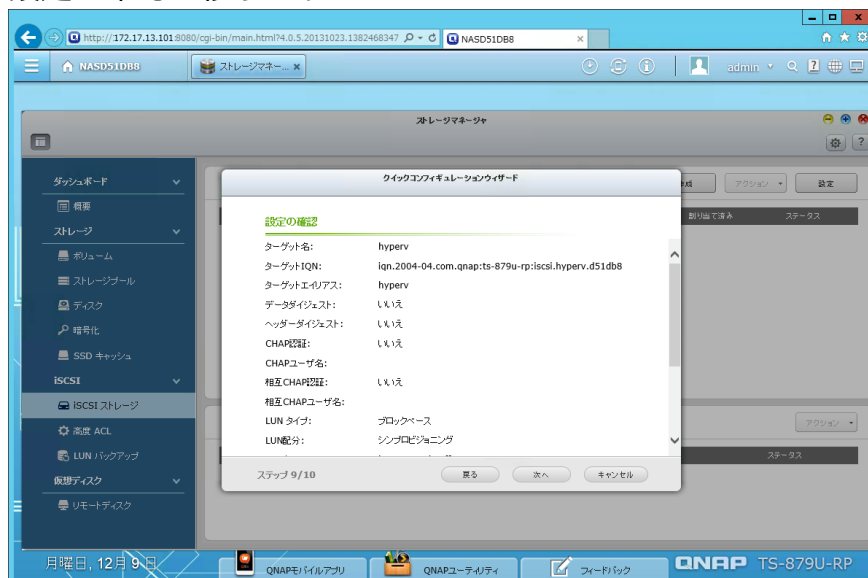 http://172.17.13.101:8080/cgi-bin/main.html?4.0.5.20131023.1382468347
NASD51DB8
NASD51DB8
ストレージマネー...
admin
ストレージマネージャ
ダッシュボード
概要
ストレージ
ボリューム
ストレージプール
ディスク
暗号化
SSD キャッシュ
iSCSI
iSCSI ストレージ
高度 ACL
LUN バックアップ
仮想ディスク
リモートディスク
アクション
設定
割り当て済み ステータス
クイックコンフィギュレーションウィザード
設定の確認
ターゲット名: hyperv
ターゲットIQN: iqn.2004-04.com.qnap:ts-879u-rp:iscsi.hyperv.d51db8
ターゲットエイリアス: hyperv
データダイジェスト: いいえ
ヘッダーダイジェスト: いいえ
CHAP認証: いいえ
CHAPユーザ名:
相互CHAP認証: いいえ
相互CHAPユーザ名:
LUN タイプ: ブロックベース
LUN配分: シンプロビジョニング
ステップ 9/10
戻る 次へ キャンセル
アクション
ステータス
月曜日, 12月 9 日
QNAPモバイルアプリ
QNAPユーティリティ
フィードバック
QNAP TS-879U-RP